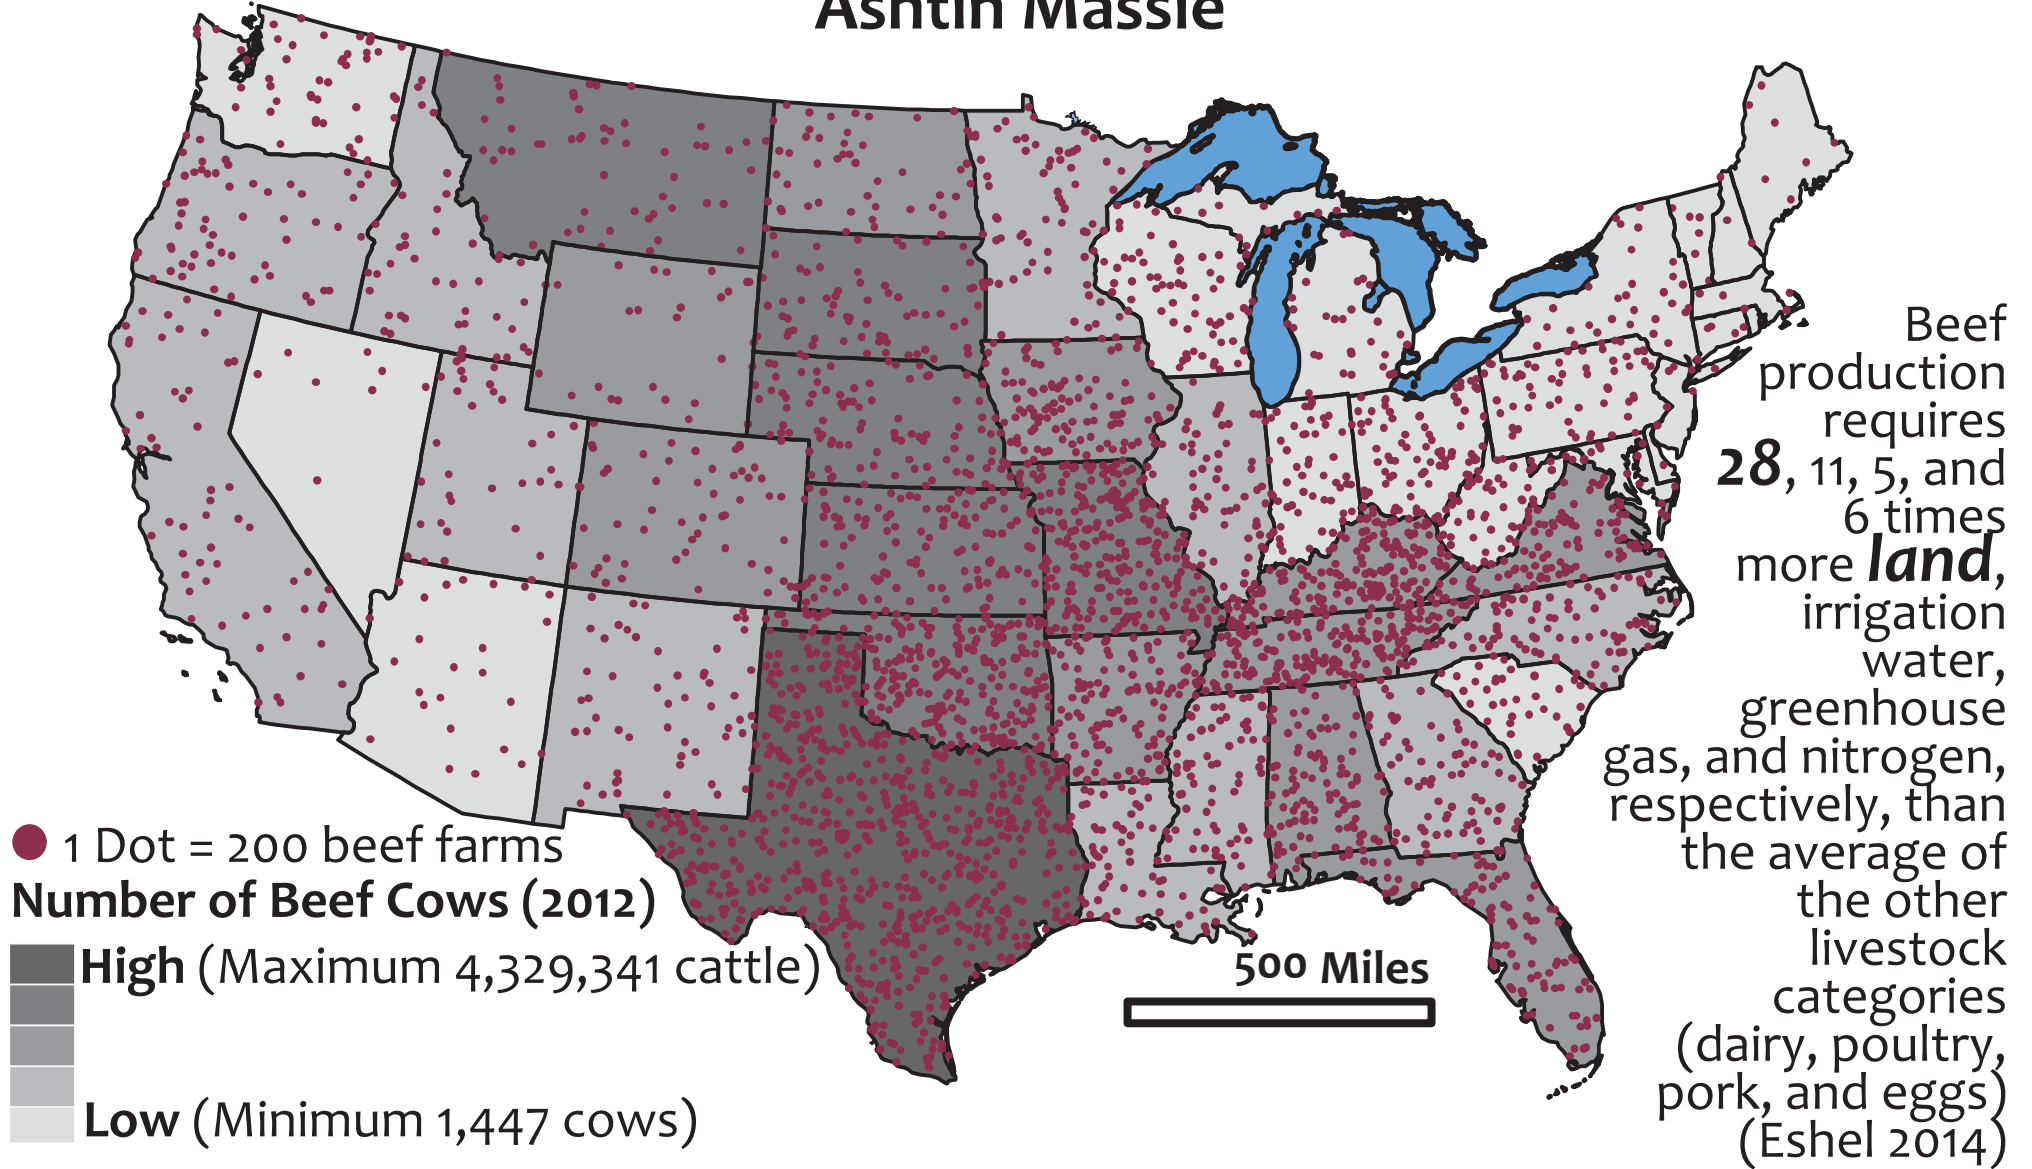 Ashtin Massie
Beef
production
requires
28, 11, 5, and
6 times
more land,
irrigation
water,
greenhouse
gas, and nitrogen,
respectively, than
the average of
the other
livestock
categories
(dairy, poultry,
pork, and eggs)
(Eshel 2014)
1 Dot = 200 beef farms
Number of Beef Cows (2012)
High (Maximum 4,329,341 cattle)
Low (Minimum 1,447 cows)
500 Miles